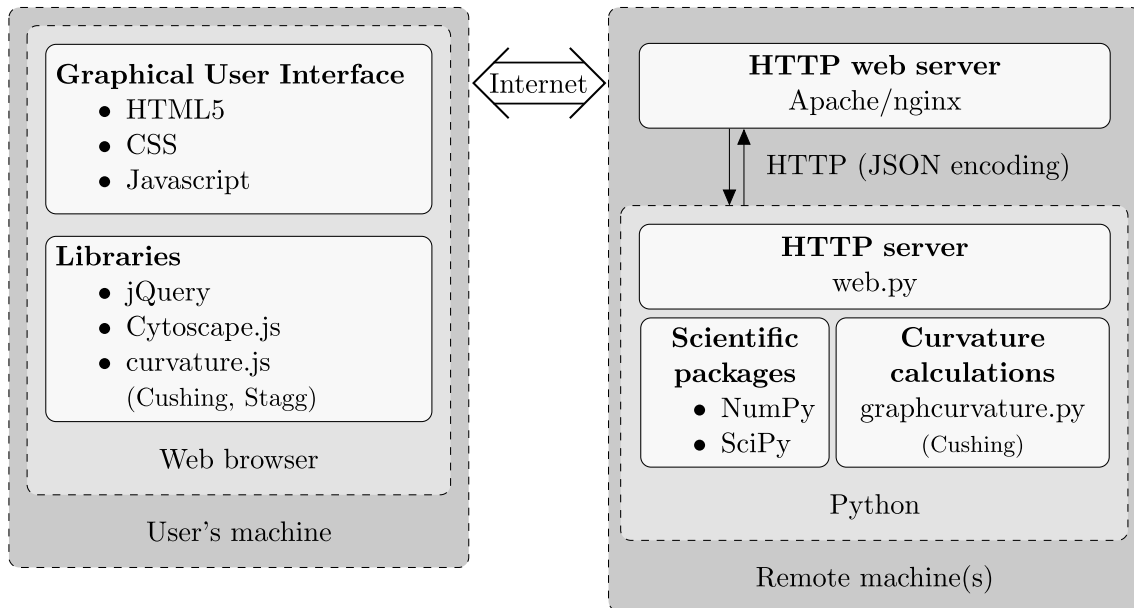 Graphical User Interface
• HTML5
• CSS
• Javascript
Libraries
• jQuery
• Cytoscape.js
• curvature.js
(Cushing, Stagg)
Web browser
User's machine
Internet
HTTP web server
Apache/nginx
HTTP (JSON encoding)
HTTP server
web.py
Scientific
packages
• NumPy
• SciPy
Curvature
calculations
graphcurvature.py
(Cushing)
Python
Remote machine(s)